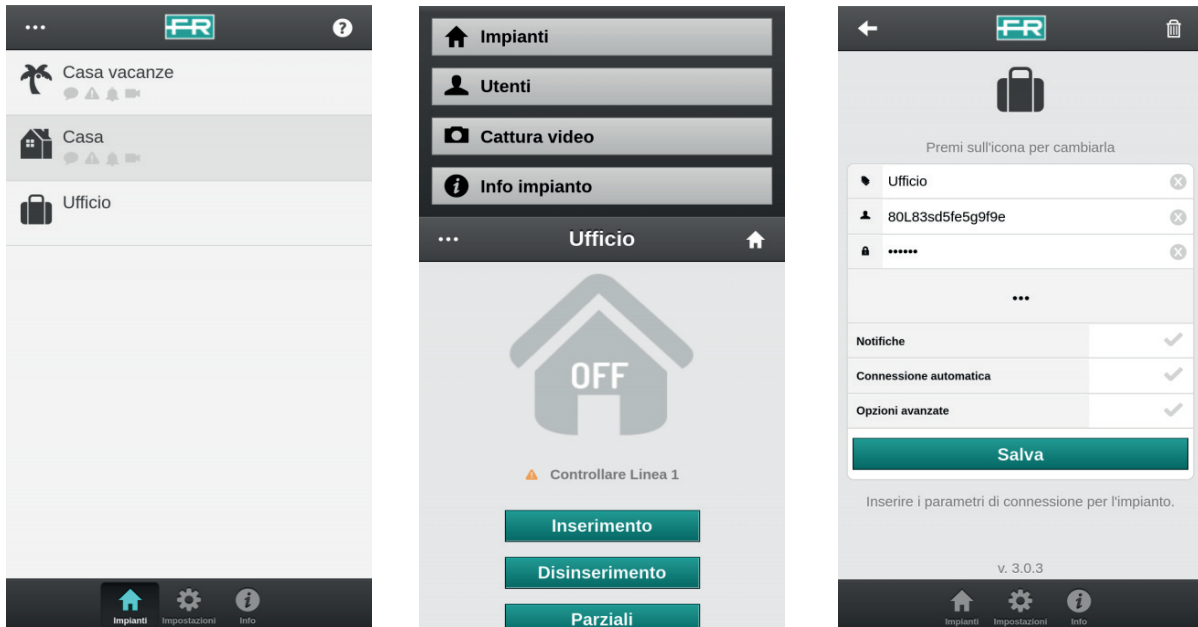 FR
?
Casa vacanze
Casa
Ufficio
Impianti
Impostazioni
Info
Impianti
Utenti
Cattura video
Info impianto
Ufficio
OFF
Controllare Linea 1
Inserimento
Disinserimento
Parziali
FR
Premi sull'icona per cambiarla
Ufficio
80L83sd5fe5g9f9e
••••••
Notifiche
Connessione automatica
Opzioni avanzate
Salva
Inserire i parametri di connessione per l'impianto.
v. 3.0.3
Impianti
Impostazioni
Info